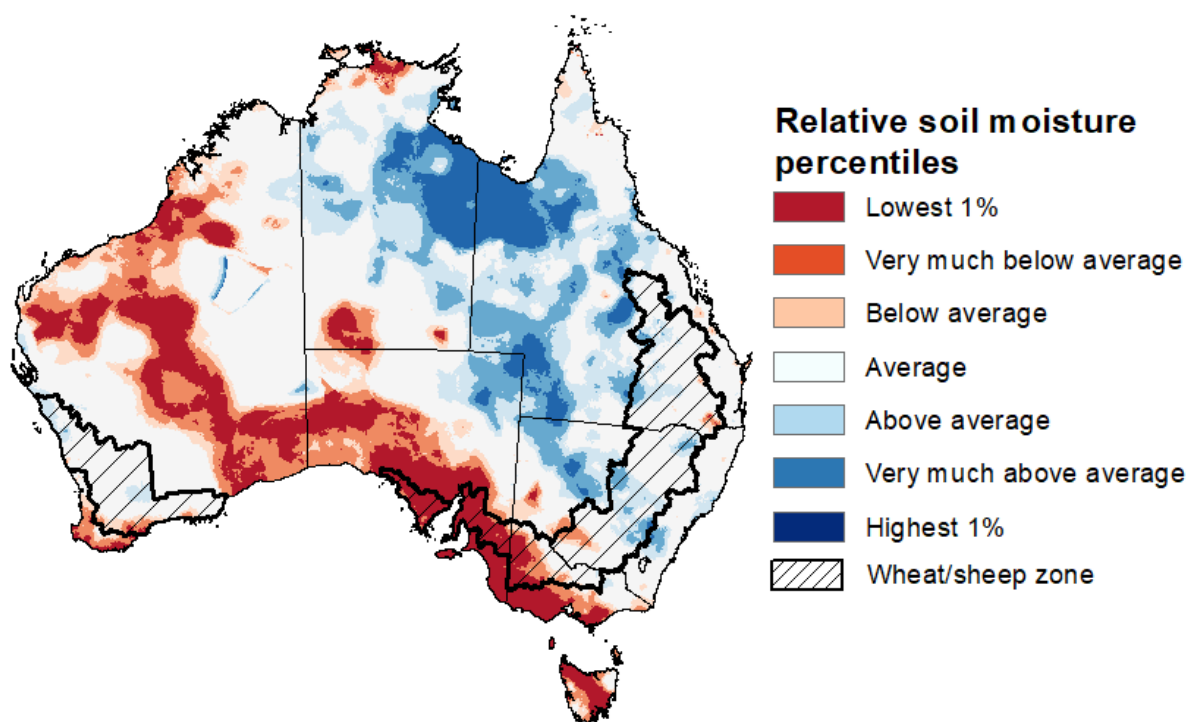 Relative soil moisture
percentiles
Lowest 1%
Very much below average
Below average
Average
Above average
Very much above average
Highest 1%
Wheat/sheep zone